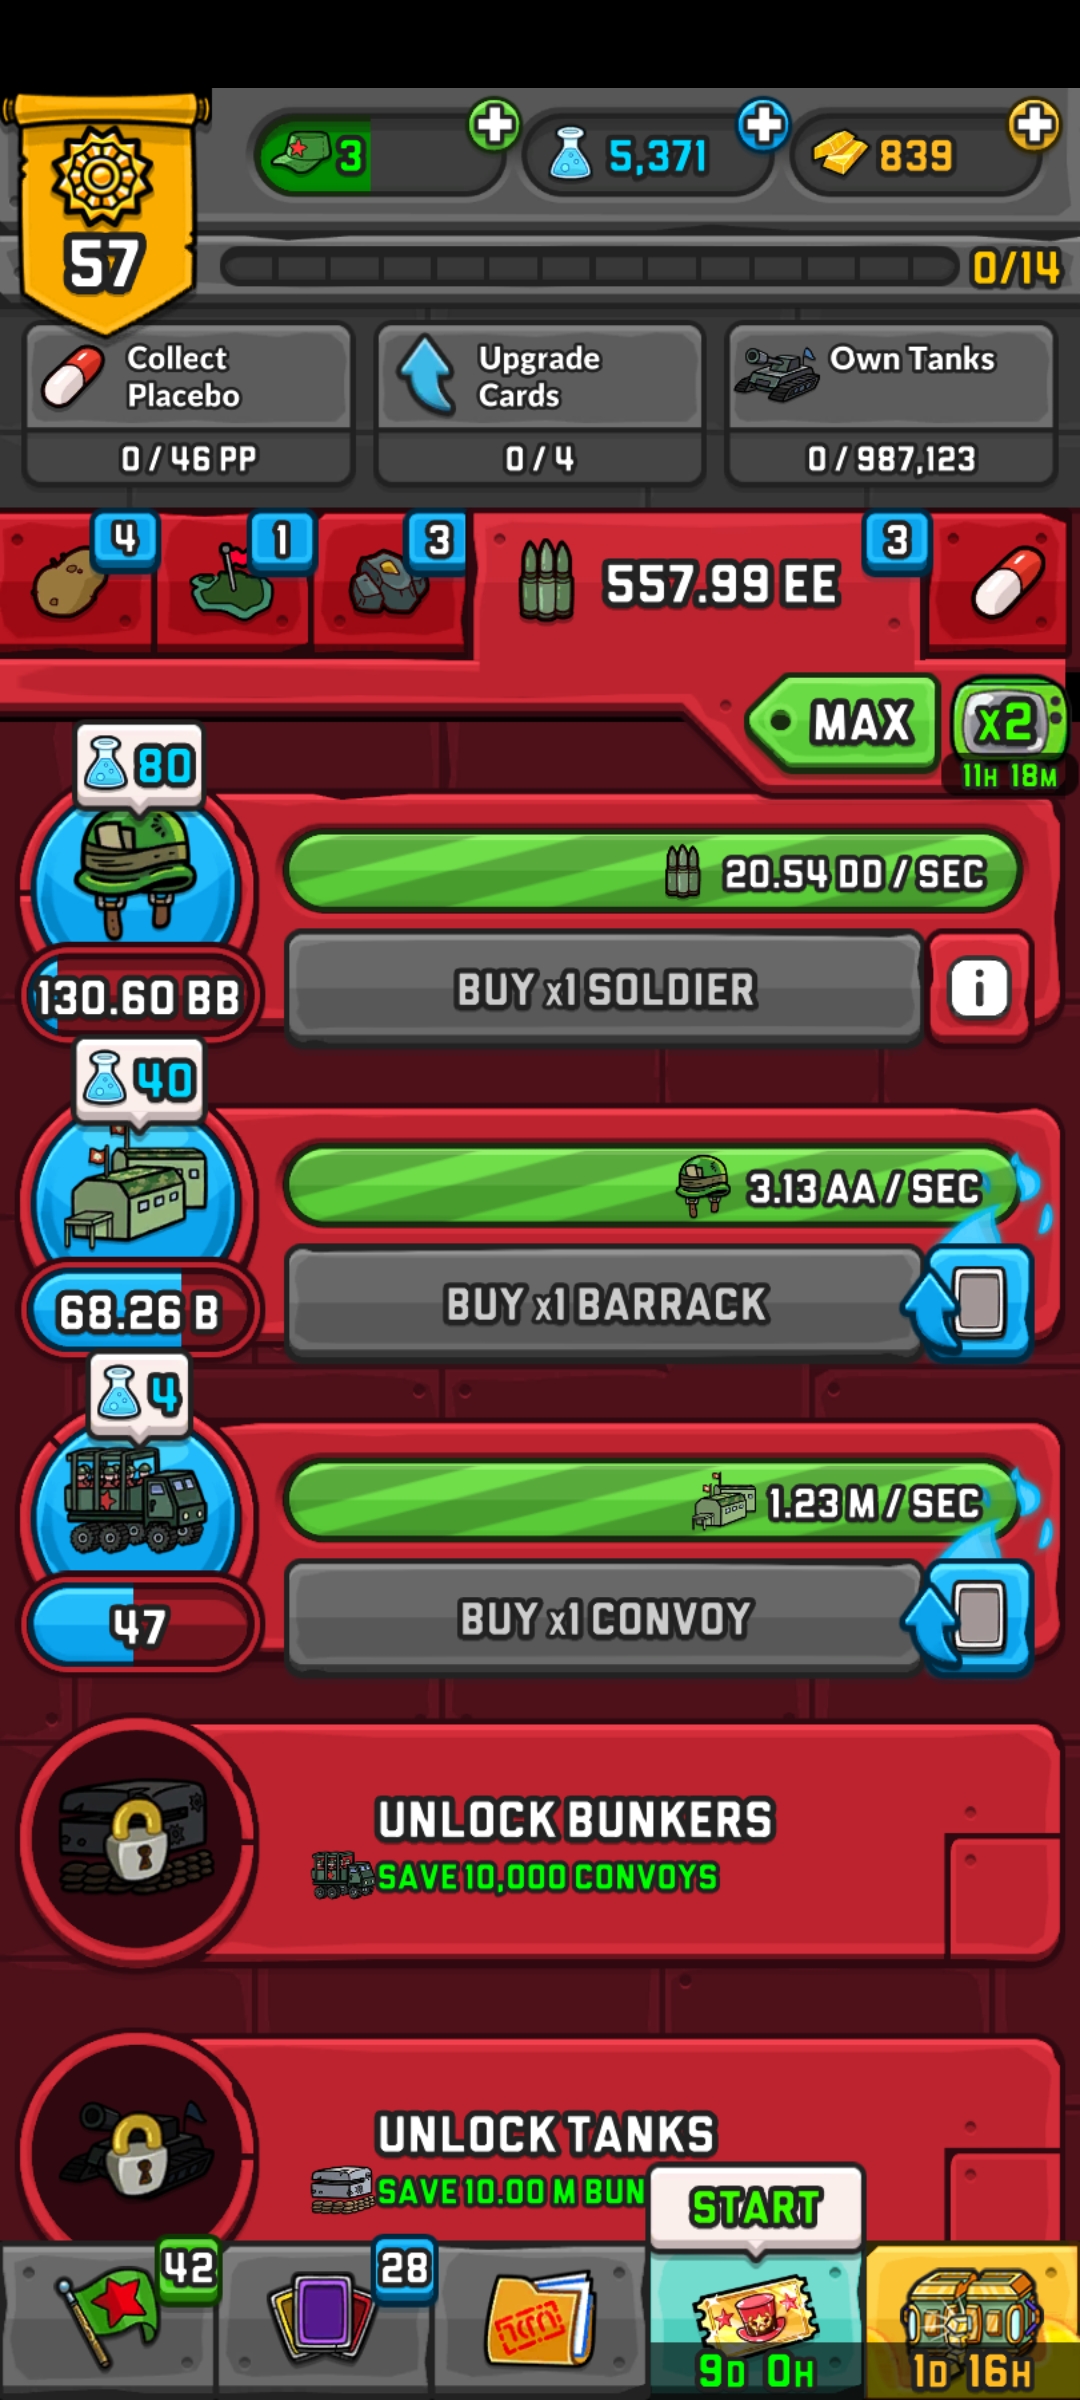 3
5,371
839
57
0/14
Collect
Placebo
0 / 46 PP
Upgrade
Cards
0 / 4
Own Tanks
0 / 987,123
4
1
3
557.99 EE
3
MAX
x2
11H 18M
80
20.54 DD / SEC
130.60 BB
BUY x1 SOLDIER
i
40
3.13 AA / SEC
68.26 B
BUY x1 BARRACK
4
1.23 M / SEC
47
BUY x1 CONVOY
UNLOCK BUNKERS
SAVE 10,000 CONVOYS
UNLOCK TANKS
SAVE 10.00 M BUN
START
42
28
9D 0H
1D 16H